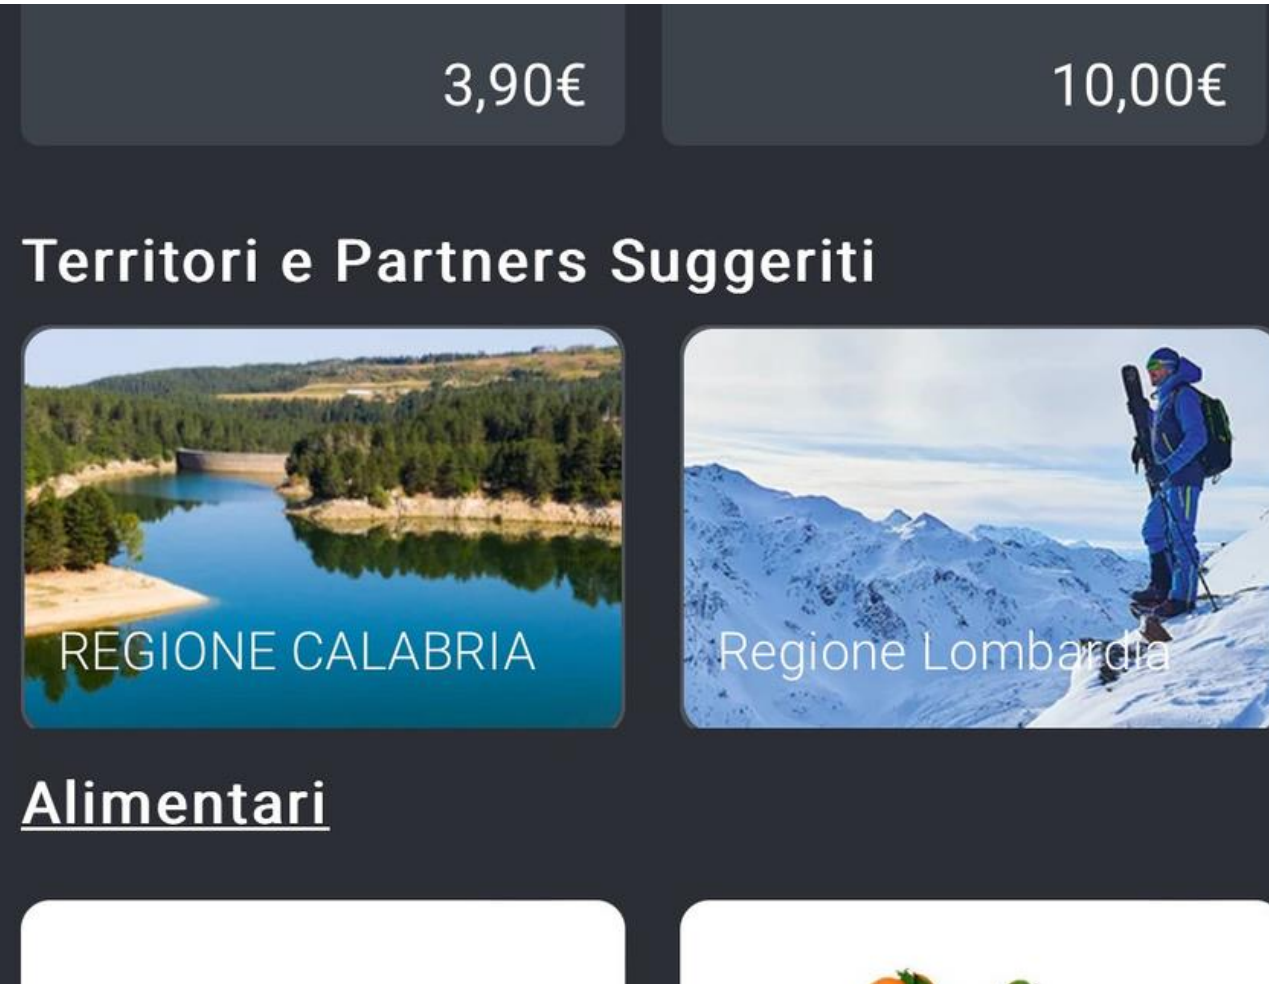 3,90€
10,00€
Territori e Partners Suggeriti
REGIONE CALABRIA
Regione Lombardia
Alimentari